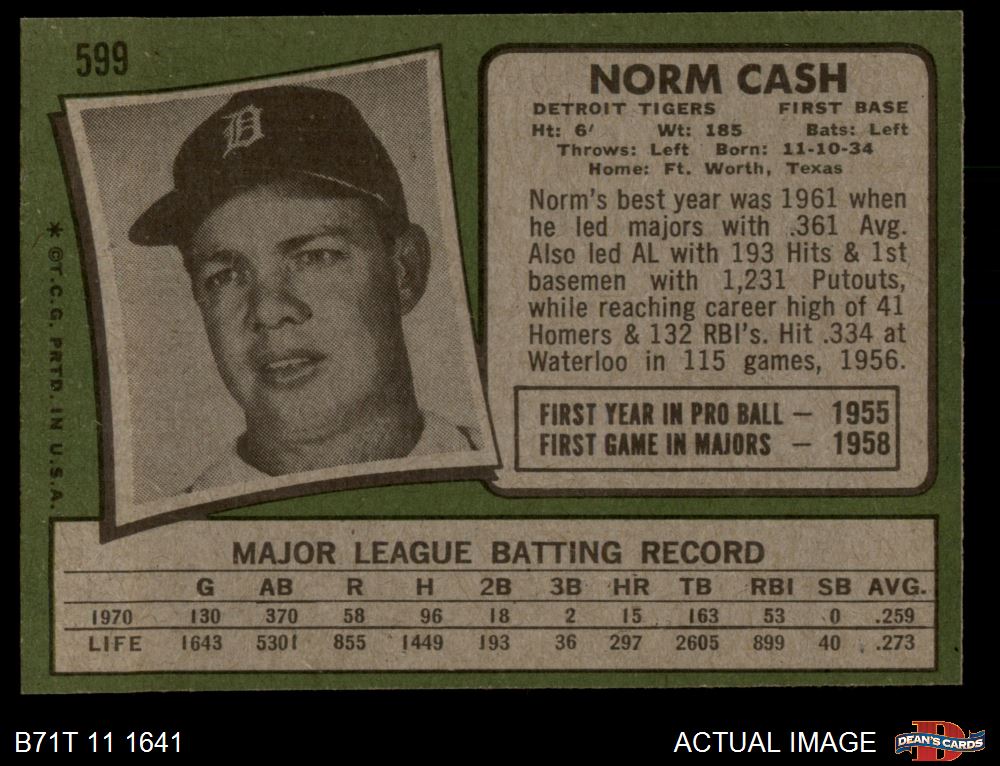 599
NORM CASH
DETROIT TIGERS FIRST BASE
Ht: 6' Wt: 185 Bats: Left
Throws: Left Born: 11-10-34
Home: Ft. Worth, Texas
Norm's best year was 1961 when
he led majors with .361 Avg.
Also led AL with 193 Hits & 1st
basemen with 1,231 Putouts,
while reaching career high of 41
Homers & 132 RBI's. Hit .334 at
Waterloo in 115 games, 1956.
FIRST YEAR IN PRO BALL — 1955
FIRST GAME IN MAJORS — 1958
* ©T.C.G. PRTD. IN U.S.A.
D
MAJOR LEAGUE BATTING RECORD
G AB R H 2B 3B HR TB RBI SB AVG.
1970 130 370 58 96 18 2 15 163 53 0 .259
LIFE 1643 5301 855 1449 193 36 297 2605 899 40 .273
B71T 11 1641
ACTUAL IMAGE
D
DEAN'S CARDS